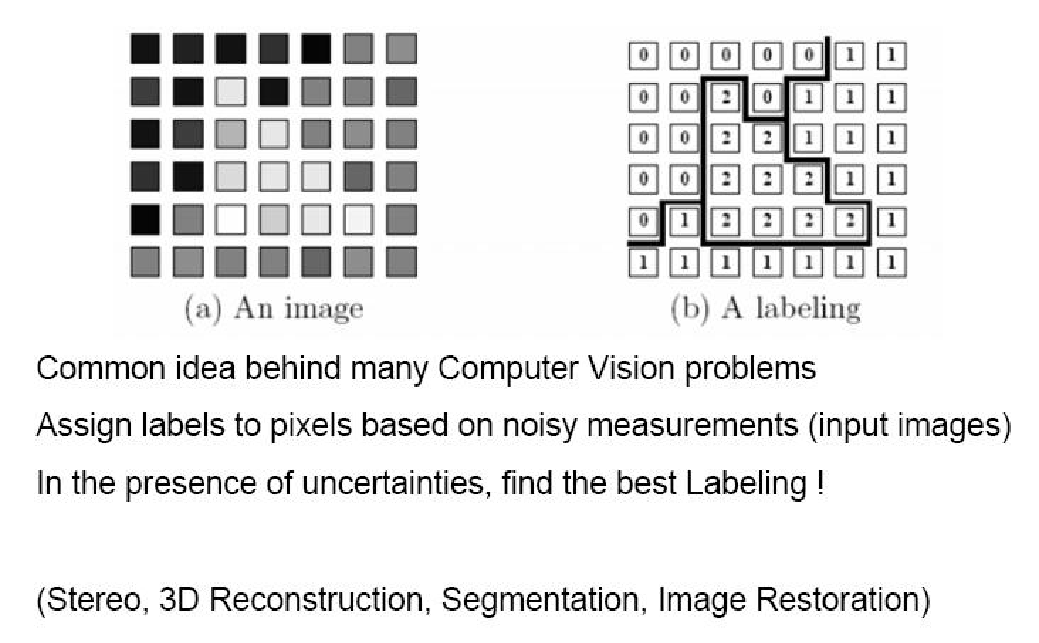 0 0 0 0 0 1 1
0 0 2 0 1 1 1
0 0 2 2 1 1 1
0 0 2 2 2 1 1
0 1 2 2 2 2 1
1 1 1 1 1 1 1
(a) An image (b) A labeling
Common idea behind many Computer Vision problems
Assign labels to pixels based on noisy measurements (input images)
In the presence of uncertainties, find the best Labeling !
(Stereo, 3D Reconstruction, Segmentation, Image Restoration)